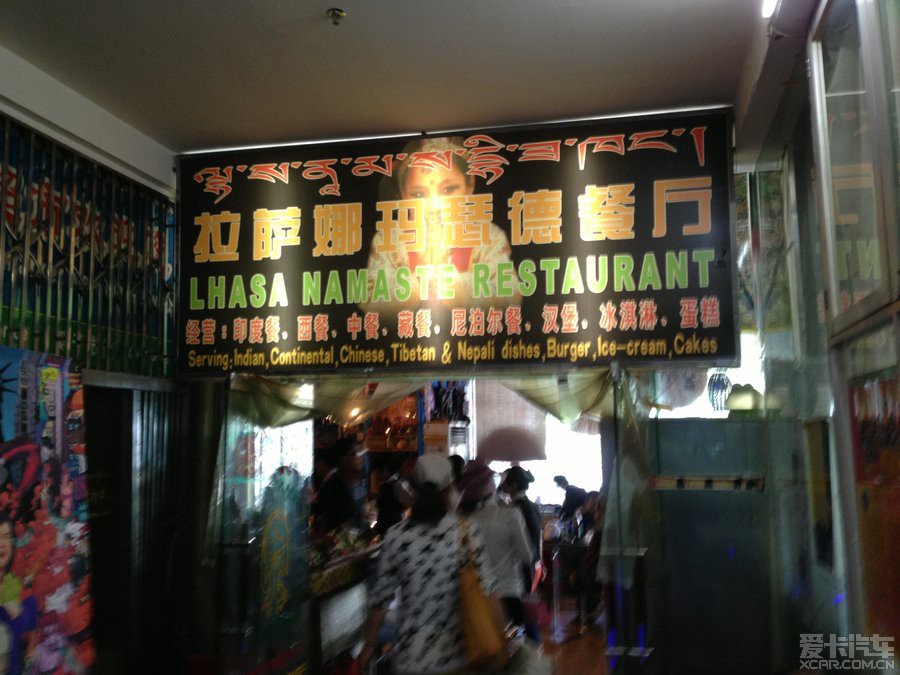 ལྷ་ས་ནུ་མ་སྡི་ཟ་ཁང་།
拉萨娜玛瑟德餐厅
LHASA NAMASTE RESTAURANT
经营：印度餐、西餐、中餐、藏餐、尼泊尔餐、汉堡、冰淇淋、蛋糕
Serving:Indian,Continental,Chinese,Tibetan & Nepali dishes,Burger,Ice-cream,Cakes
爱卡汽车
XCAR.COM.CN